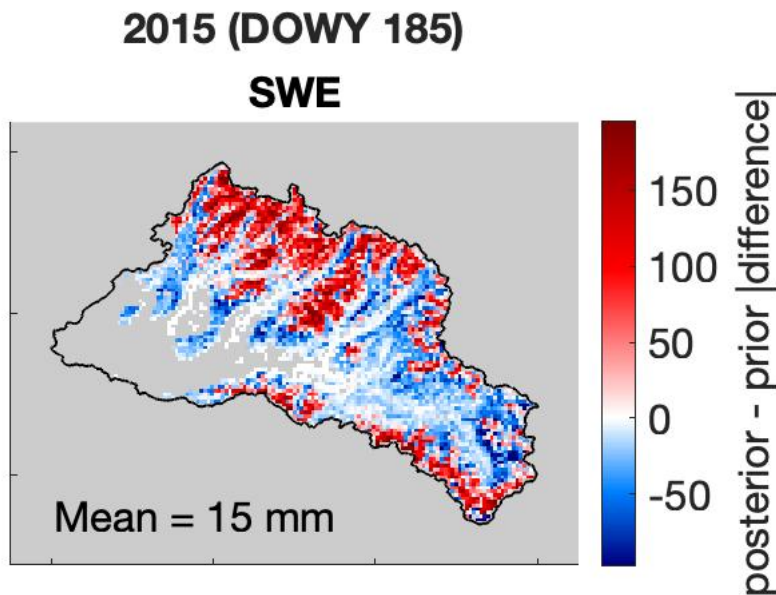 2015 (DOWY 185)
SWE
150
100
50
0
-50
posterior - prior |difference|
Mean = 15 mm